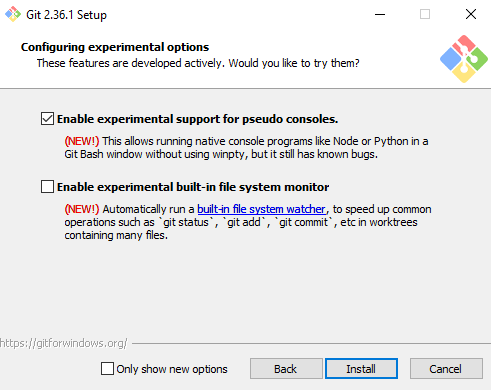 Git 2.36.1 Setup
Configuring experimental options
These features are developed actively. Would you like to try them?
Enable experimental support for pseudo consoles.
(NEW!) This allows running native console programs like Node or Python in a
Git Bash window without using winpty, but it still has known bugs.
Enable experimental built-in file system monitor
(NEW!) Automatically run a built-in file system watcher, to speed up common
operations such as `git status`, `git add`, `git commit`, etc in worktrees
containing many files.
https://gitforwindows.org/
Only show new options
Back
Install
Cancel